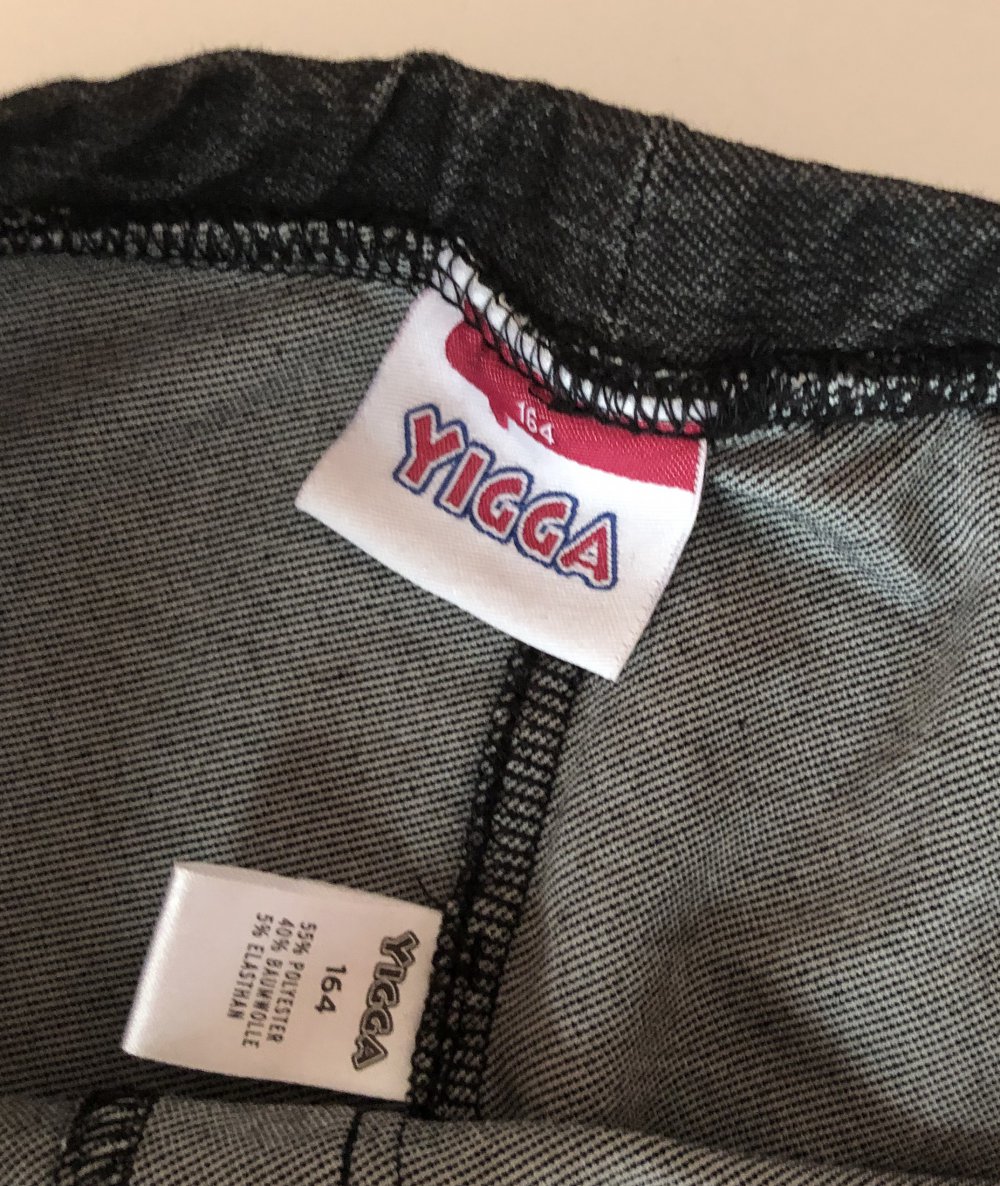 164
YIGGA
YIGGA
164
55% POLYESTER
40% BAUMWOLLE
5% ELASTHAN